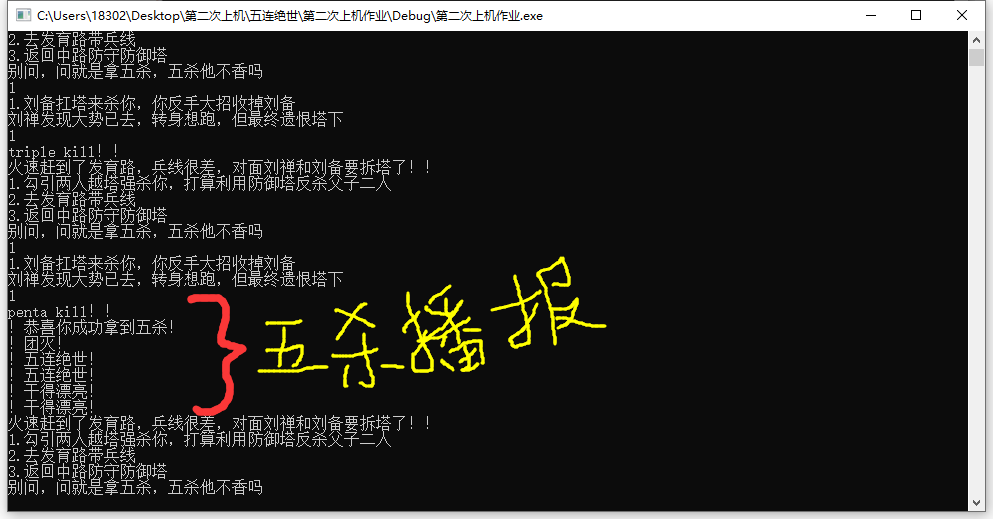 C:\Users\18302\Desktop\第二次上机\五连绝世\第二次上机作业\Debug\第二次上机作业.exe
2.去发育路带兵线
3.返回中路防守防御塔
别问，问就是拿五杀，五杀他不香吗
1
1.刘备扛塔来杀你，你反手大招收掉刘备
刘禅发现大势已去，转身想跑，但最终遗恨塔下
1
triple kill！！
火速赶到了发育路，兵线很差，对面刘禅和刘备要拆塔了！！
1.勾引两人越塔强杀你，打算利用防御塔反杀父子二人
2.去发育路带兵线
3.返回中路防守防御塔
别问，问就是拿五杀，五杀他不香吗
1
1.刘备扛塔来杀你，你反手大招收掉刘备
刘禅发现大势已去，转身想跑，但最终遗恨塔下
1
penta kill！！
！恭喜你成功拿到五杀！
！团灭！
！五连绝世！
！五连绝世！
！干得漂亮！
！干得漂亮！
五杀播报
火速赶到了发育路，兵线很差，对面刘禅和刘备要拆塔了！！
1.勾引两人越塔强杀你，打算利用防御塔反杀父子二人
2.去发育路带兵线
3.返回中路防守防御塔
别问，问就是拿五杀，五杀他不香吗